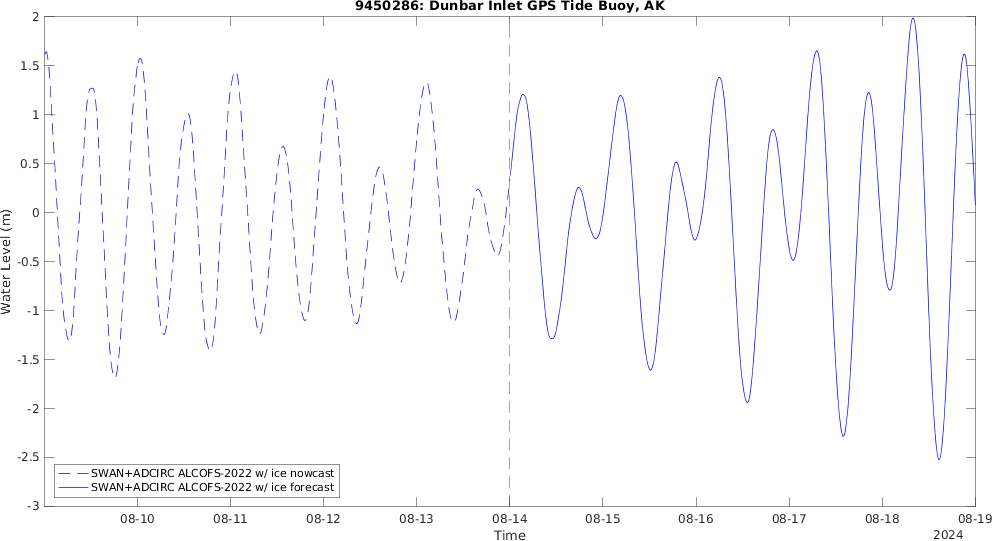 9450286: Dunbar Inlet GPS Tide Buoy, AK
2
1.5
1
0.5
0
-0.5
-1
-1.5
-2
-2.5
-3
Water Level (m)
SWAN+ADCIRC ALCOFS-2022 w/ ice nowcast
SWAN+ADCIRC ALCOFS-2022 w/ ice forecast
08-10 08-11 08-12 08-13 08-14 08-15 08-16 08-17 08-18 08-19
Time
2024